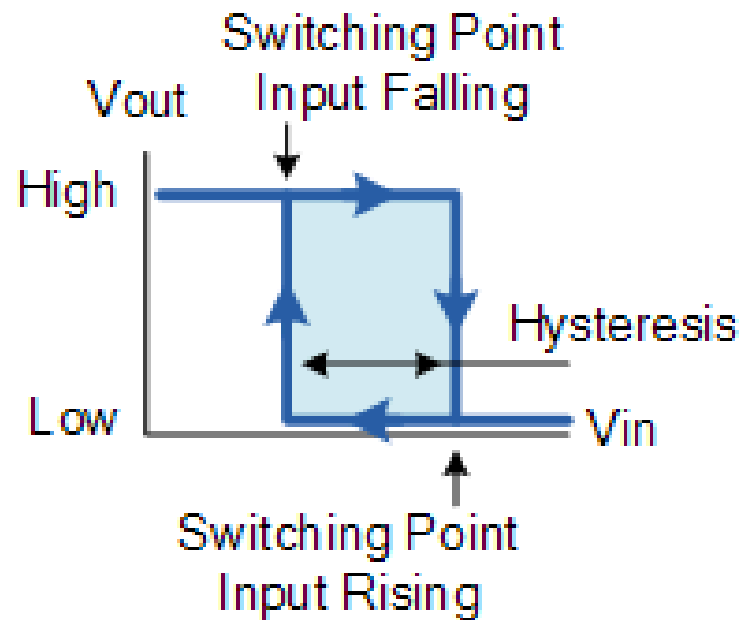 Switching Point
Input Falling
Vout
High
Hysteresis
Low
Vin
Switching Point
Input Rising